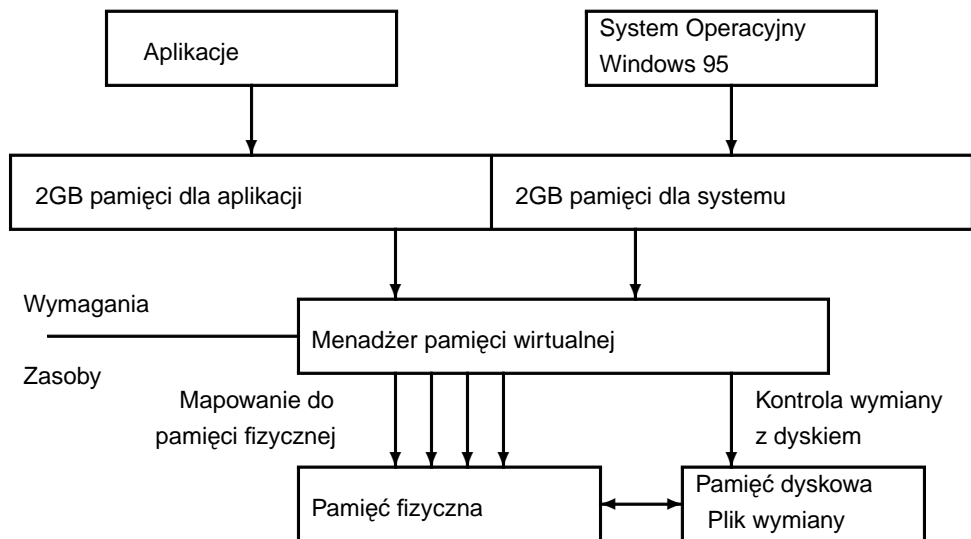 Aplikacje
System Operacyjny
Windows 95
2GB pamięci dla aplikacji
2GB pamięci dla systemu
Wymagania
Menadżer pamięci wirtualnej
Zasoby
Mapowanie do
pamięci fizycznej
Kontrola wymiany
z dyskiem
Pamięć fizyczna
Pamięć dyskowa
Plik wymiany